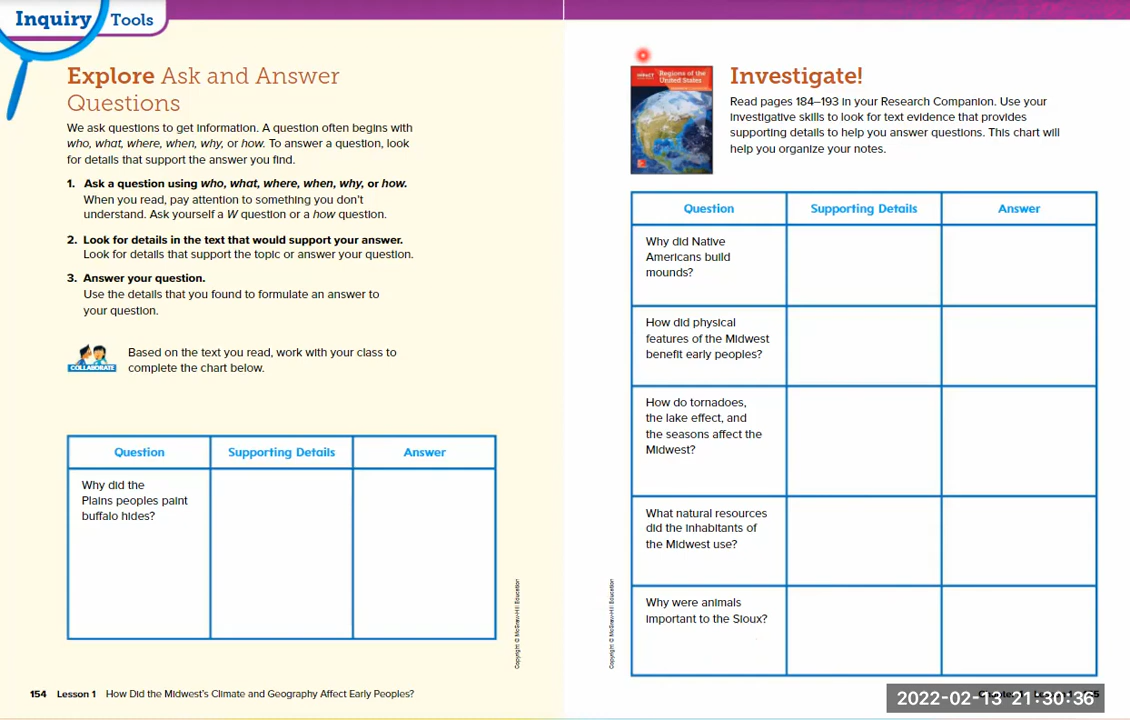 Inquiry Tools
Explore Ask and Answer
Questions
We ask questions to get information. A question often begins with
who, what, where, when, why, or how. To answer a question, look
for details that support the answer you find.
1. Ask a question using who, what, where, when, why, or how.
When you read, pay attention to something you don't
understand. Ask yourself a W question or a how question.
2. Look for details in the text that would support your answer.
Look for details that support the topic or answer your question.
3. Answer your question.
Use the details that you found to formulate an answer to
your question.
COLLABORATE
Based on the text you read, work with your class to
complete the chart below.
Question Supporting Details Answer
Why did the
Plains peoples paint
buffalo hides?
Copyright © McGraw-Hill Education
154 Lesson 1 How Did the Midwest's Climate and Geography Affect Early Peoples?
Regions of the
United States
Investigate!
Read pages 184–193 in your Research Companion. Use your
investigative skills to look for text evidence that provides
supporting details to help you answer questions. This chart will
help you organize your notes.
Question Supporting Details Answer
Why did Native
Americans build
mounds?
How did physical
features of the Midwest
benefit early peoples?
How do tornadoes,
the lake effect, and
the seasons affect the
Midwest?
What natural resources
did the inhabitants of
the Midwest use?
Why were animals
important to the Sioux?
Copyright © McGraw-Hill Education
2022-02-13 21:30:36